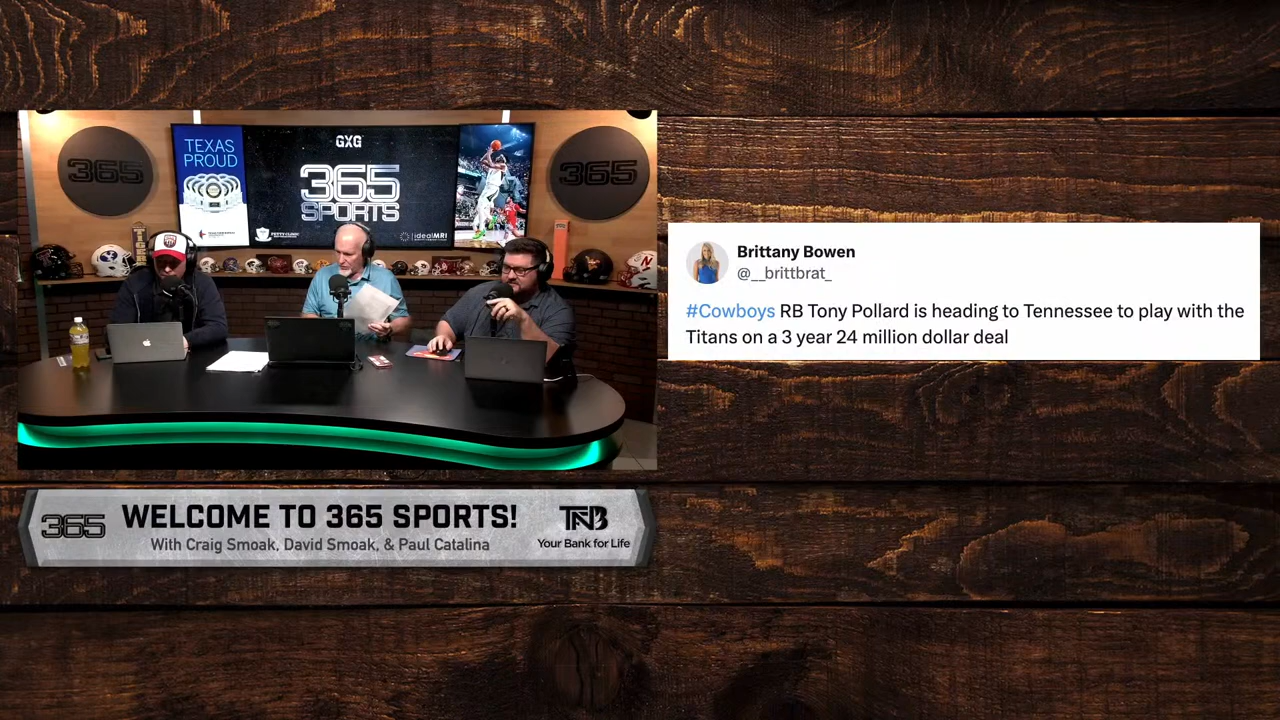 365
TEXAS
PROUD
GXG
365
SPORTS
idealMRI
365
Brittany Bowen
@__brittbrat_
#Cowboys RB Tony Pollard is heading to Tennessee to play with the
Titans on a 3 year 24 million dollar deal
365
WELCOME TO 365 SPORTS!
With Craig Smoak, David Smoak, & Paul Catalina
TFNB
Your Bank for Life